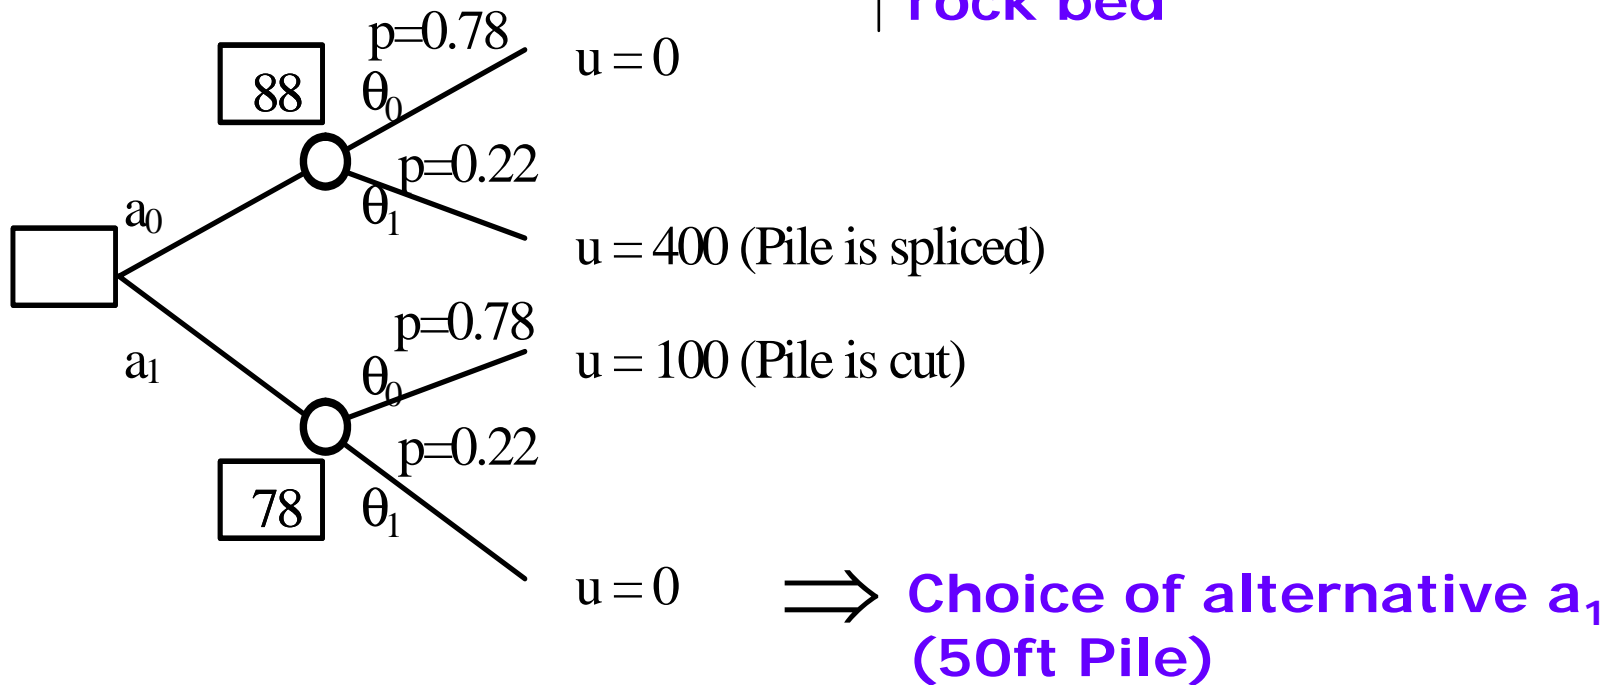 rock bed
p=0.78
u = 0
88
θ0
p=0.22
θ1
a0
u = 400 (Pile is spliced)
p=0.78
u = 100 (Pile is cut)
a1
θ0
p=0.22
78
θ1
u = 0 ⇒ Choice of alternative a1
(50ft Pile)